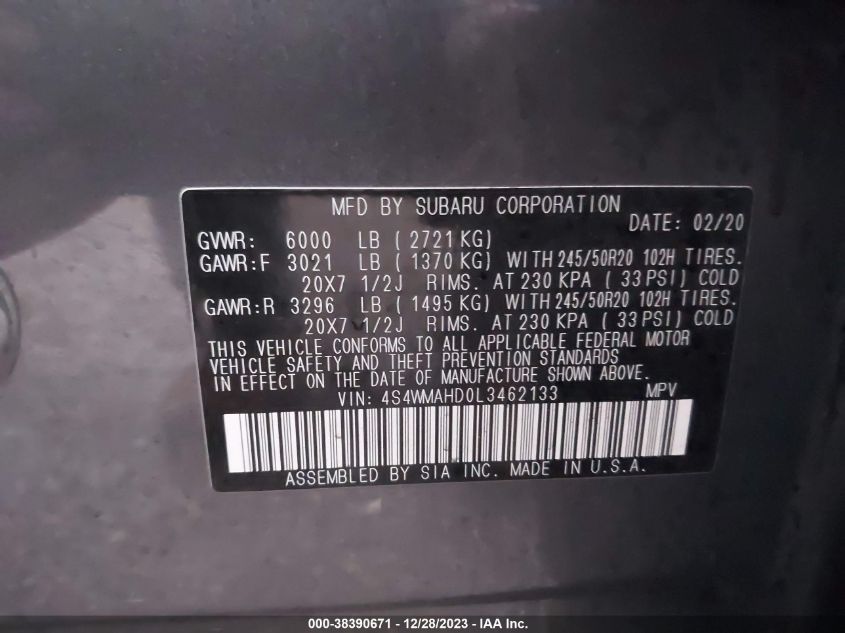 MFD BY SUBARU CORPORATION
DATE: 02/20
GVWR: 6000 LB ( 2721KG)
GAWR:F 3021 LB ( 1370 KG) WITH 245/50R20 102H TIRES.
20X7 1/2J RIMS. AT 230 KPA ( 33 PSI) COLD
GAWR:R 3296 LB ( 1495 KG) WITH 245/50R20 102H TIRES.
20X7 1/2J RIMS. AT 230 KPA ( 33 PSI) COLD
THIS VEHICLE CONFORMS TO ALL APPLICABLE FEDERAL MOTOR
VEHICLE SAFETY AND THEFT PREVENTION STANDARDS
IN EFFECT ON THE DATE OF MANUFACTURE SHOWN ABOVE.
VIN: 4S4WMAHD0L3462133 MPV
ASSEMBLED BY SIA INC. MADE IN U.S.A.
000-38390671 - 12/28/2023 - IAA Inc.